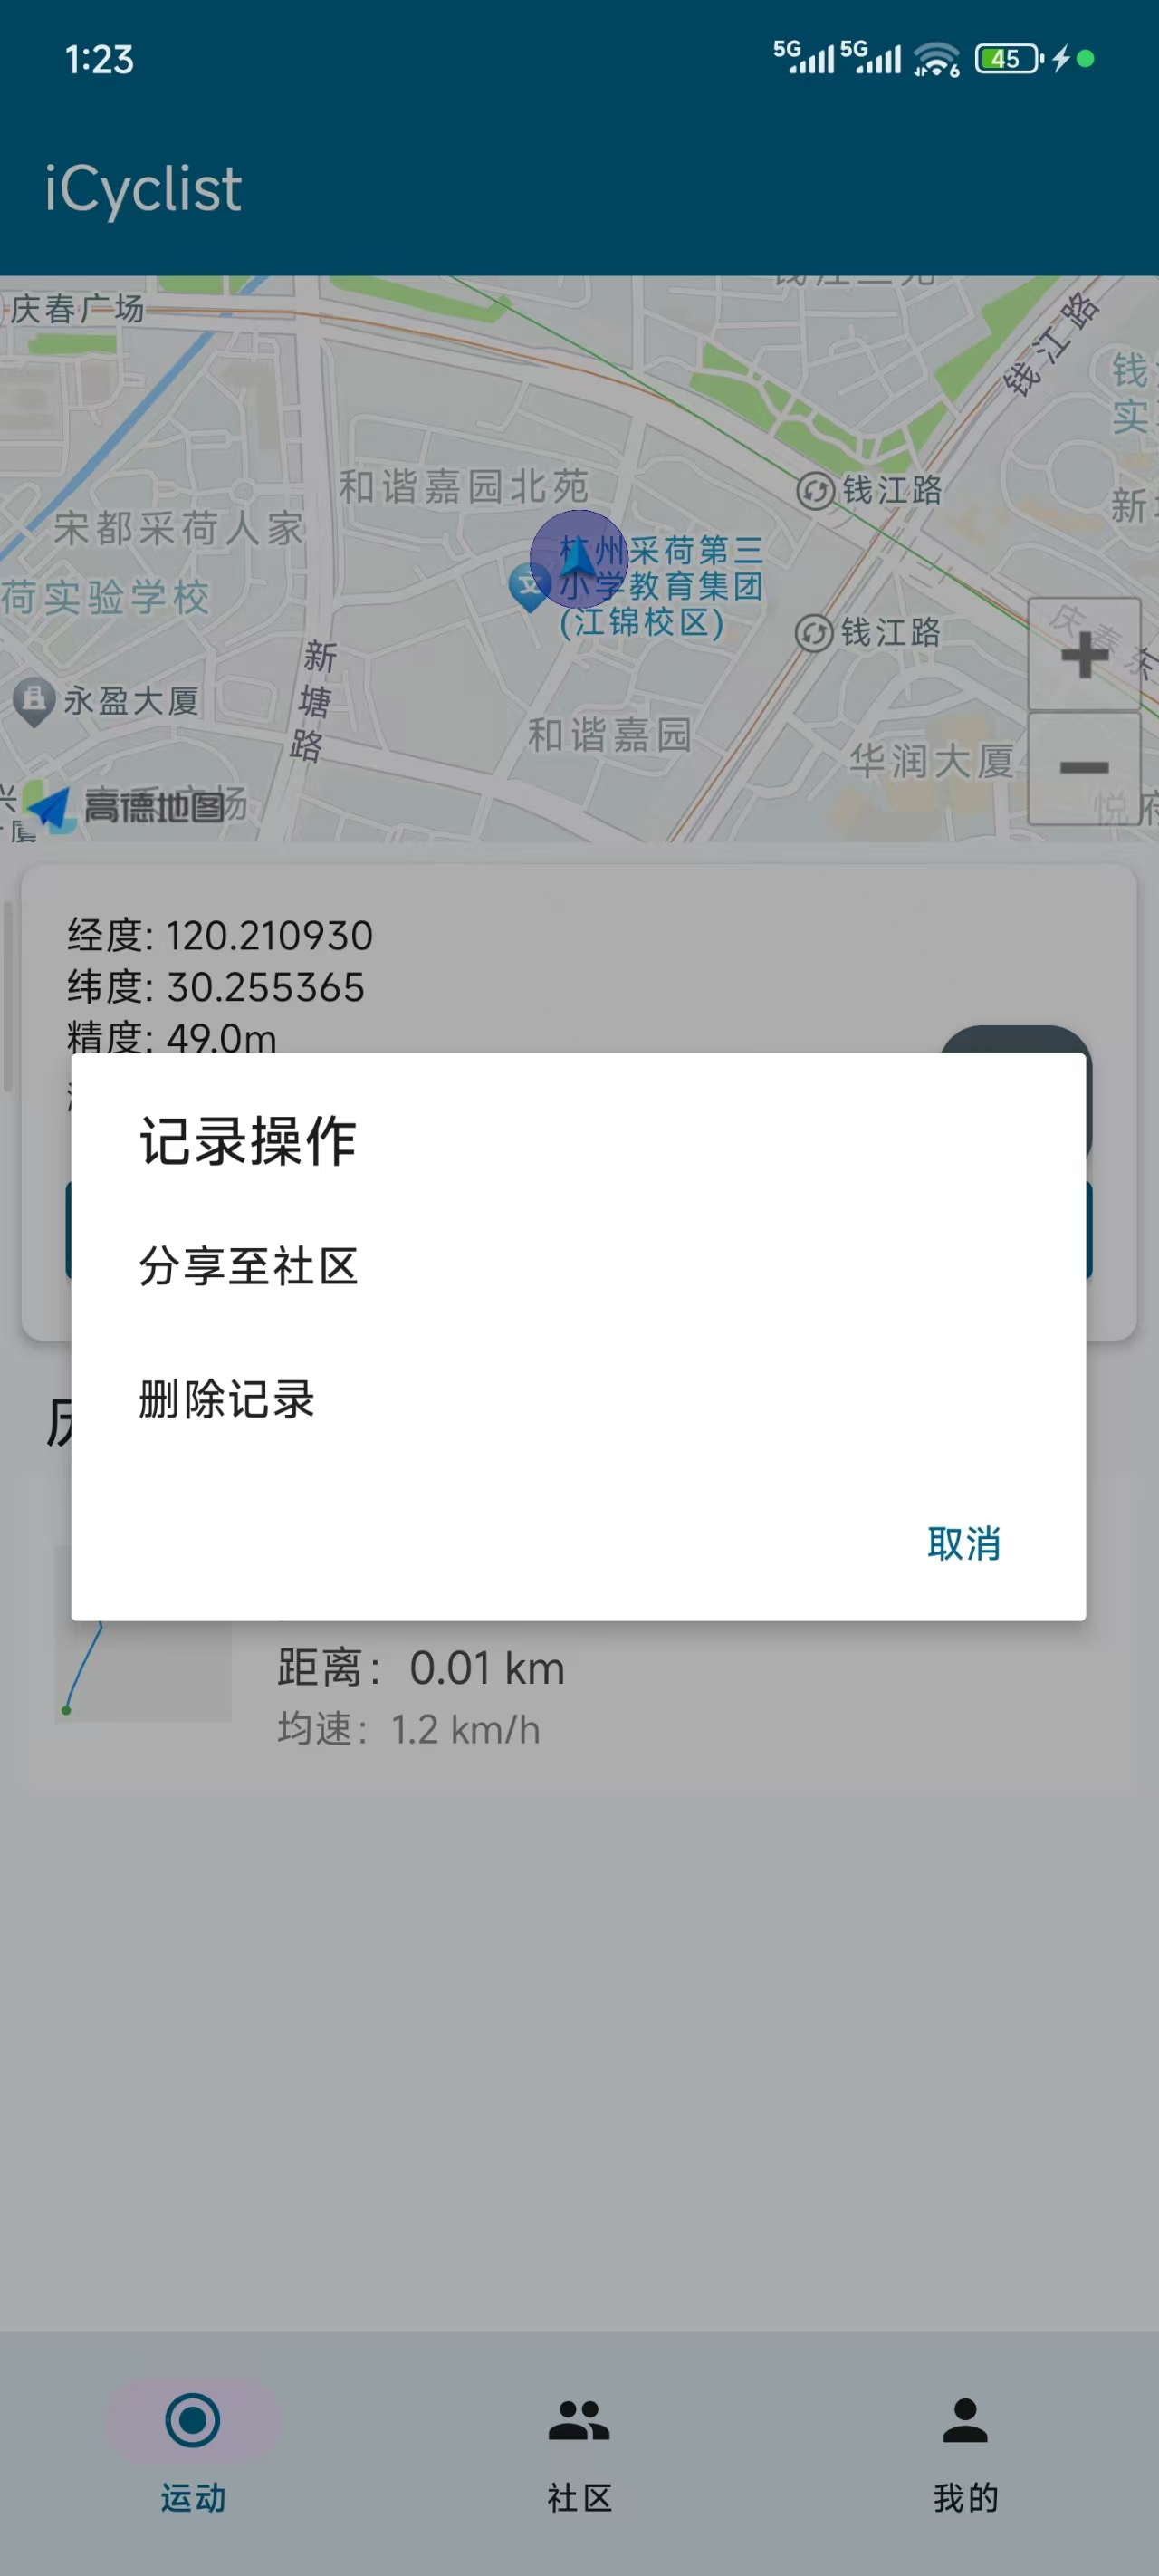 1:23
5G 5G 6 45
iCyclist
庆春广场
钱江路
钱
实
和谐嘉园北苑
钱江路
新
宋都采荷人家
杭州采荷第三
小学教育集团
(江锦校区)
荷实验学校
钱江路
庆春东
新塘路
永盈大厦
和谐嘉园
华润大厦
高德地图
悦府
经度: 120.210930
纬度: 30.255365
精度: 49.0m
记录操作
分享至社区
删除记录
取消
距离: 0.01 km
均速: 1.2 km/h
运动
社区
我的